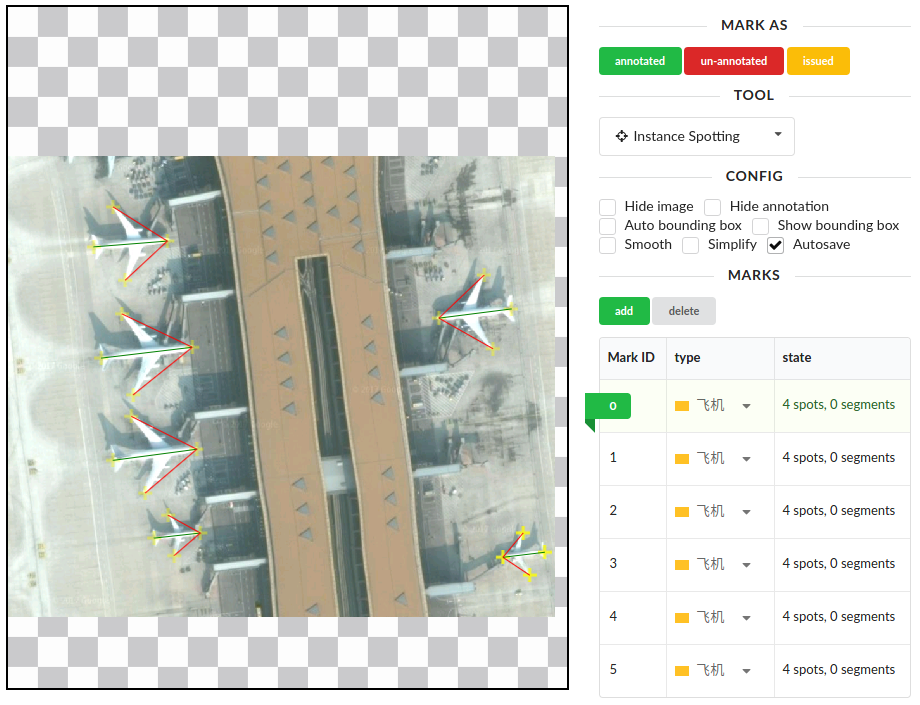 MARK AS
annotated un-annotated issued
TOOL
Instance Spotting
CONFIG
Hide image Hide annotation
Auto bounding box Show bounding box
Smooth Simplify Autosave
MARKS
add delete
Mark ID type state
0 飞机 4 spots, 0 segments
1 飞机 4 spots, 0 segments
2 飞机 4 spots, 0 segments
3 飞机 4 spots, 0 segments
4 飞机 4 spots, 0 segments
5 飞机 4 spots, 0 segments